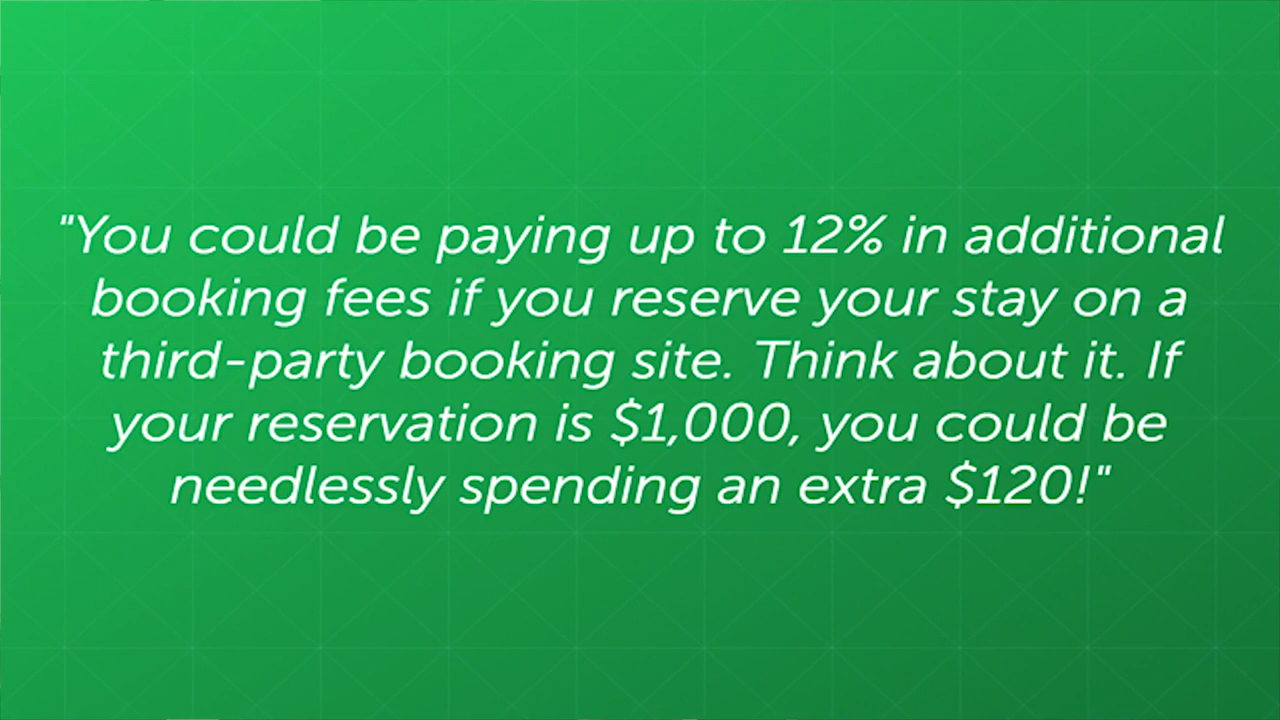 "You could be paying up to 12% in additional
booking fees if you reserve your stay on a
third-party booking site. Think about it. If
your reservation is $1,000, you could be
needlessly spending an extra $120!"